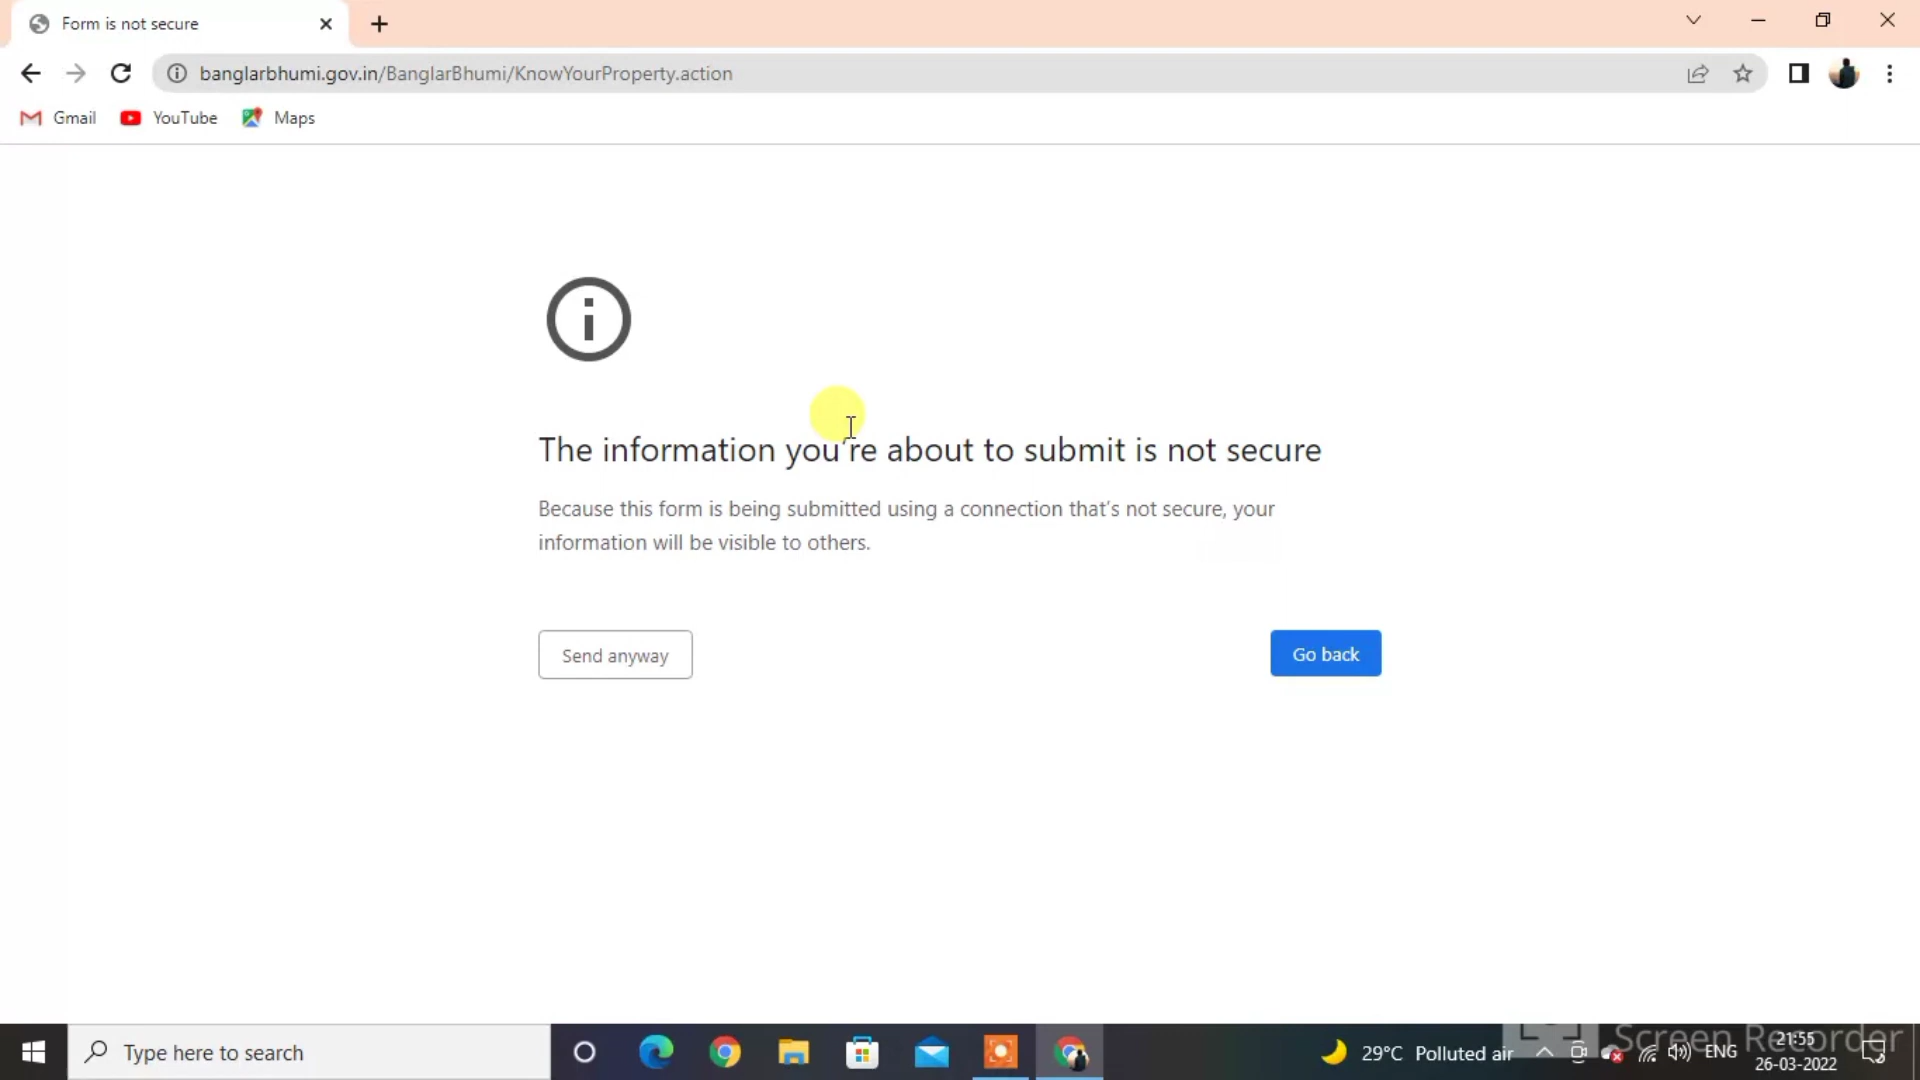 Form is not secure
banglarbhumi.gov.in/BanglarBhumi/KnowYourProperty.action
Gmail YouTube Maps
The information you're about to submit is not secure
Because this form is being submitted using a connection that's not secure, your
information will be visible to others.
Send anyway Go back
Screen Recorder
Type here to search 29°C Polluted air ENG 21:55
26-03-2022